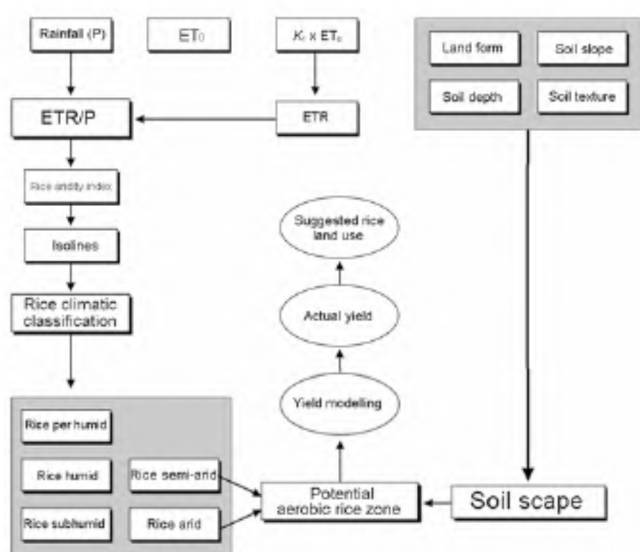 Rainfall (P)
ET₀
Kc x ET₀
Land form
Soil slope
Soil depth
Soil texture
ETR/P
ETR
Rice aridity index
Isolines
Rice climatic
classification
Suggested rice
land use
Actual yield
Yield modelling
Rice per humid
Rice humid
Rice semi-arid
Rice subhumid
Rice arid
Potential
aerobic rice zone
Soil scape